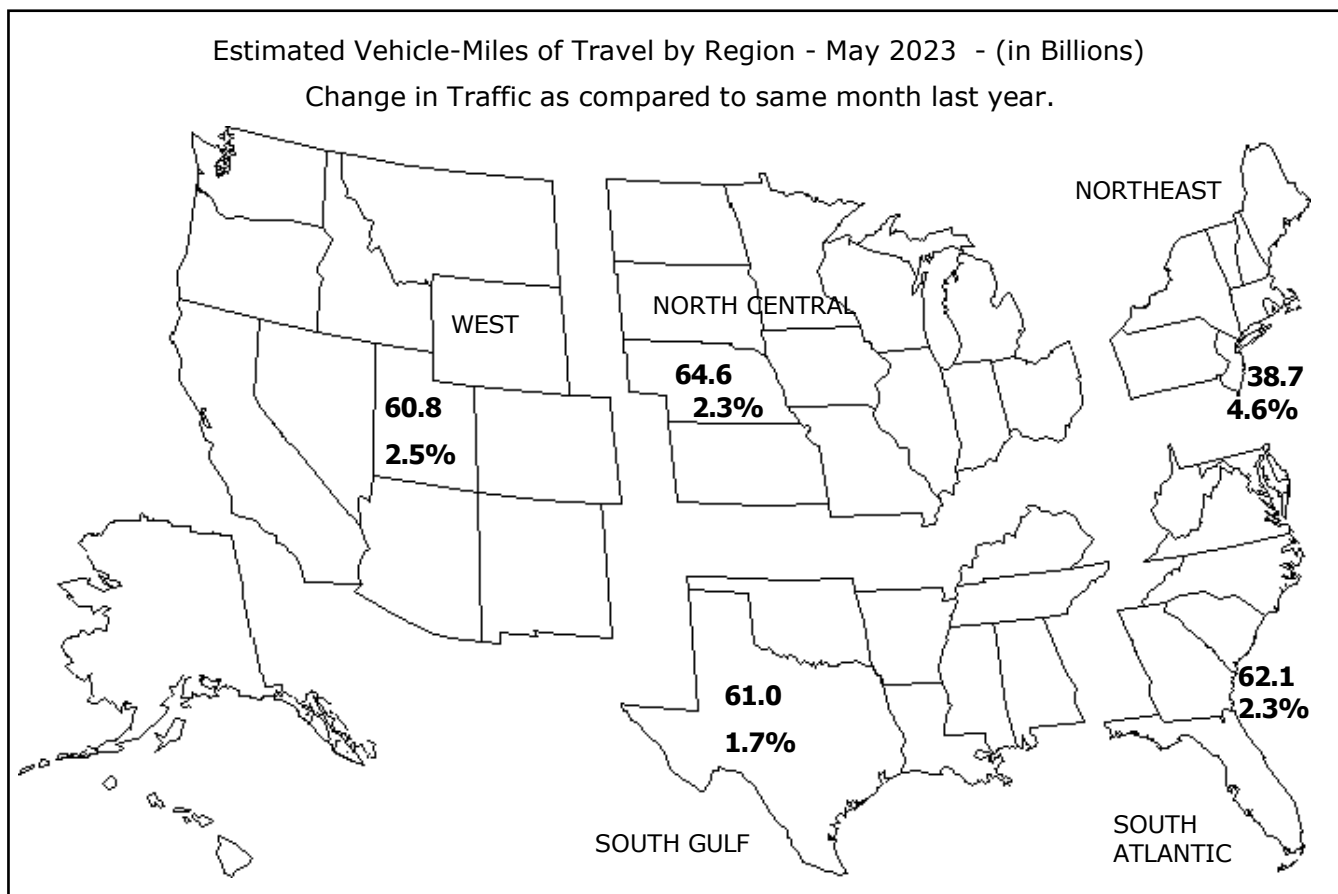 Estimated Vehicle-Miles of Travel by Region - May 2023 - (in Billions)
Change in Traffic as compared to same month last year.
NORTHEAST
38.7
4.6%
NORTH CENTRAL
64.6
2.3%
WEST
60.8
2.5%
SOUTH GULF
61.0
1.7%
SOUTH
ATLANTIC
62.1
2.3%